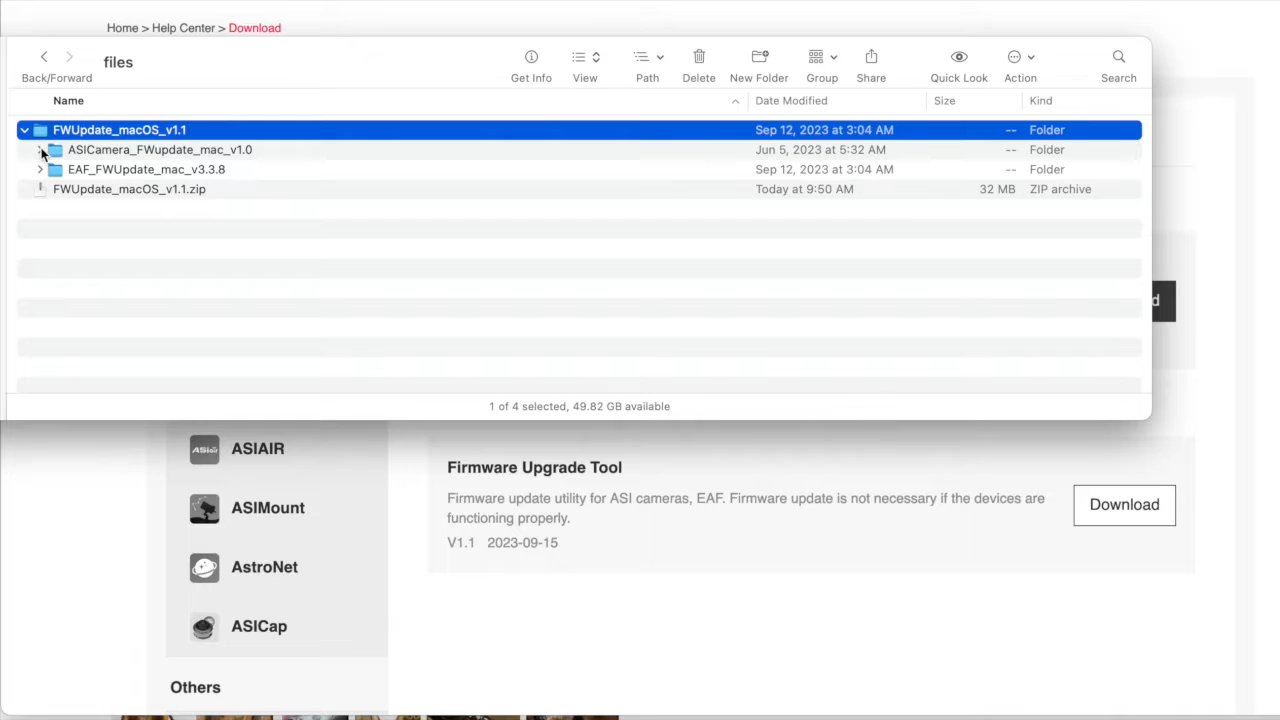 Home > Help Center > Download
files
Back/Forward
Get Info View Path Delete New Folder Group Share Quick Look Action Search
Name Date Modified Size Kind
FWUpdate_macOS_v1.1 Sep 12, 2023 at 3:04 AM -- Folder
ASICamera_FWupdate_mac_v1.0 Jun 5, 2023 at 5:32 AM -- Folder
EAF_FWUpdate_mac_v3.3.8 Sep 12, 2023 at 3:04 AM -- Folder
FWUpdate_macOS_v1.1.zip Today at 9:50 AM 32 MB ZIP archive
d
1 of 4 selected, 49.82 GB available
ASIAIR
ASIMount
AstroNet
ASICap
Others
Firmware Upgrade Tool
Firmware update utility for ASI cameras, EAF. Firmware update is not necessary if the devices are
functioning properly.
V1.1 2023-09-15
Download